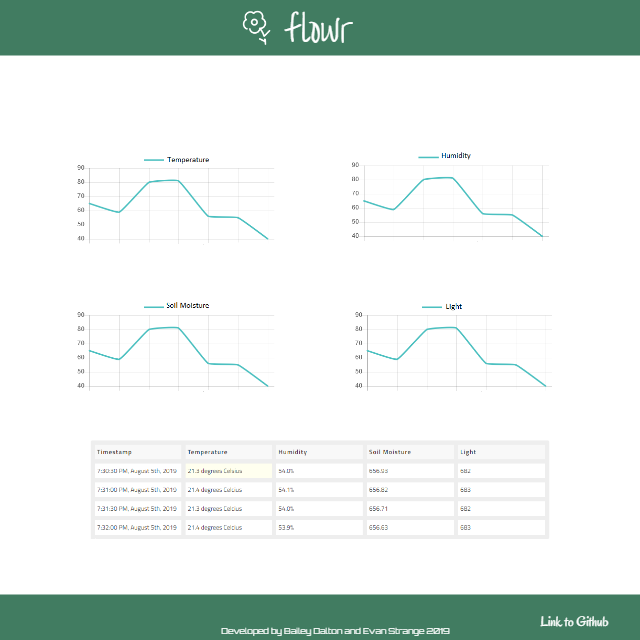 flowr
Temperature
90
80
70
60
50
40
Humidity
90
80
70
60
50
40
Soil Moisture
90
80
70
60
50
40
Light
90
80
70
60
50
40
Timestamp Temperature Humidity Soil Moisture Light
7:30:30 PM, August 5th, 2019 21.3 degrees Celsius 54.0% 656.93 682
7:31:00 PM, August 5th, 2019 21.4 degrees Celcius 54.1% 656.82 683
7:31:30 PM, August 5th, 2019 21.3 degrees Celcius 54.0% 656.71 682
7:32:00 PM, August 5th, 2019 21.4 degrees Celcius 53.9% 656.63 683
Link to Github
Developed by Bailey Dalton and Evan Strange 2019